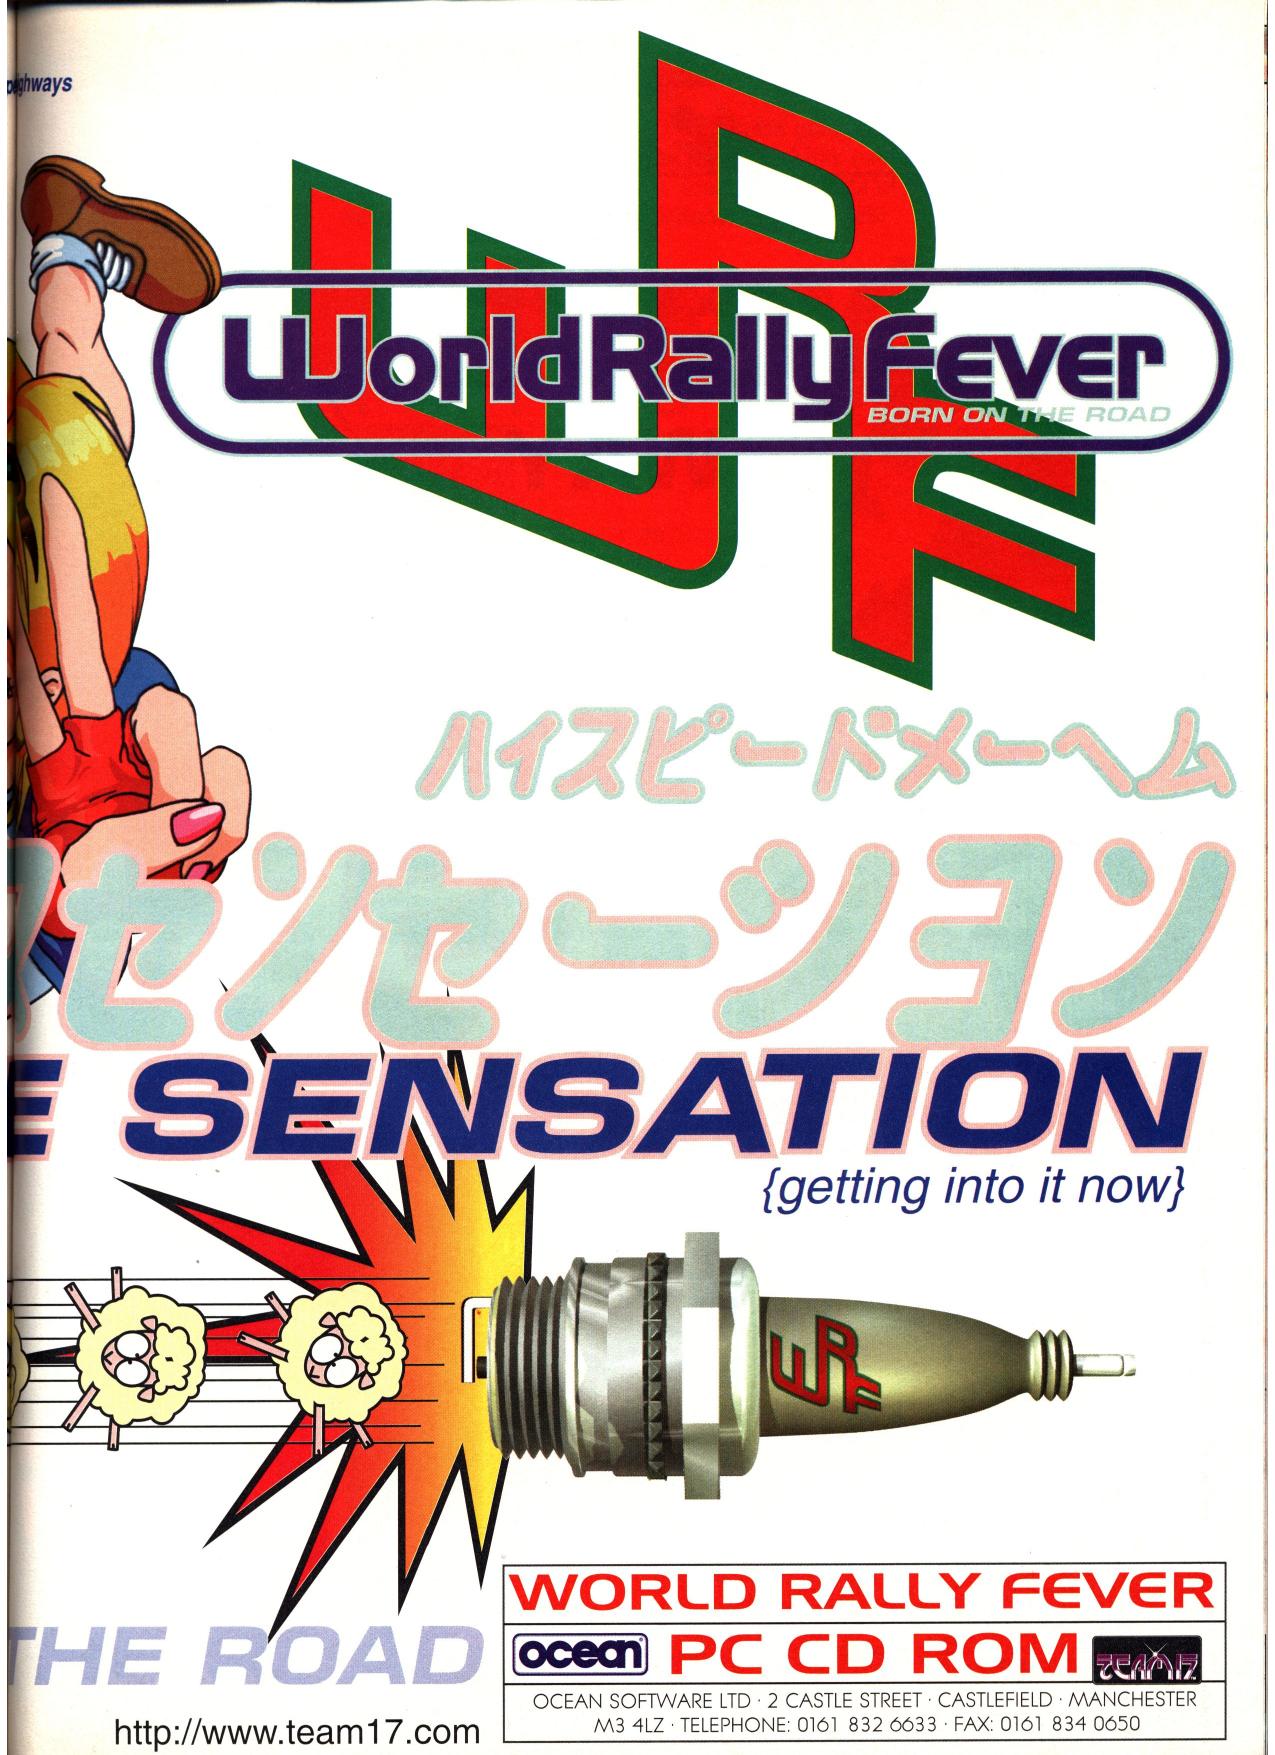 WRF
WorldRallyFever
BORN ON THE ROAD
ハイスピードメーヘム
センセーション
E SENSATION
{getting into it now}
WRF
WORLD RALLY FEVER
ocean PC CD ROM TEAM17
THE ROAD
OCEAN SOFTWARE LTD · 2 CASTLE STREET · CASTLEFIELD · MANCHESTER
M3 4LZ · TELEPHONE: 0161 832 6633 · FAX: 0161 834 0650
http://www.team17.com